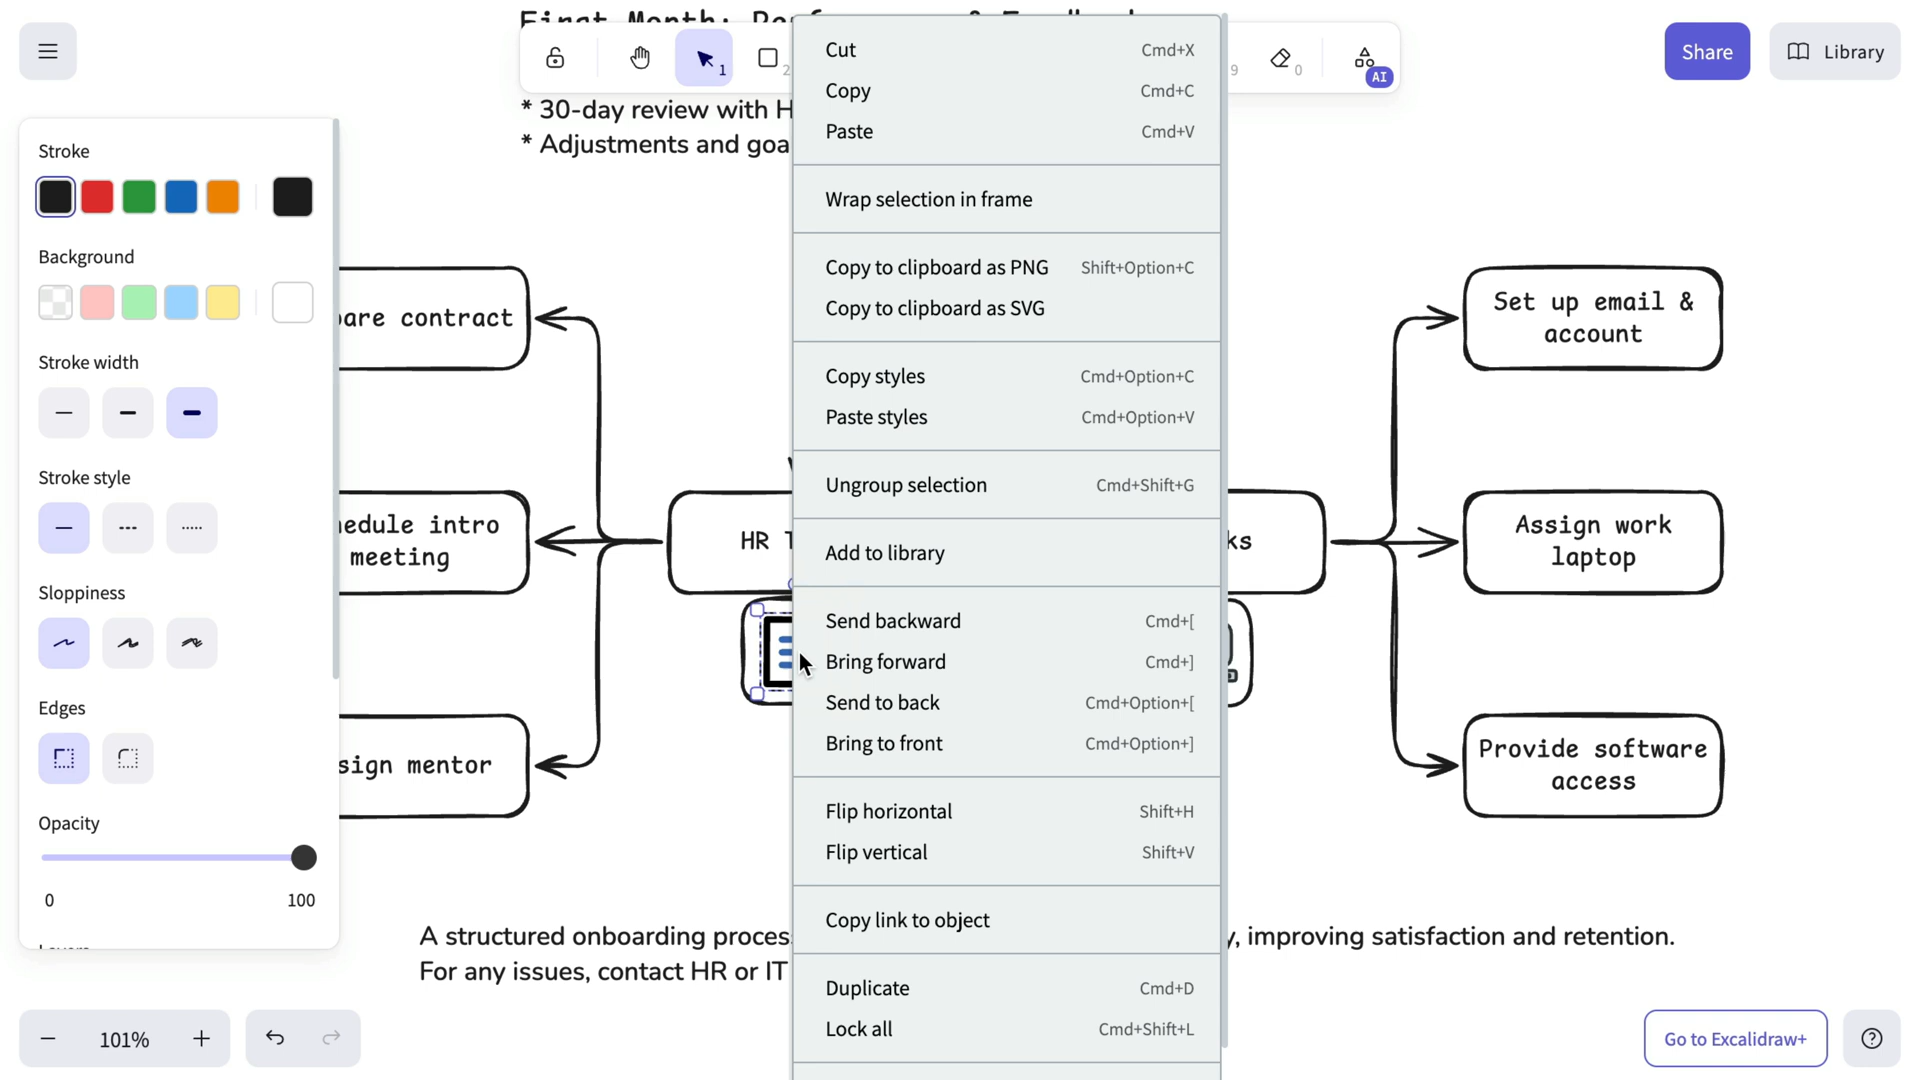 1
2
9
0
AI
Share
Library
* 30-day review with H
* Adjustments and goa
Stroke
Background
Stroke width
Stroke style
Sloppiness
Edges
Opacity
0 100
Cut Cmd+X
Copy Cmd+C
Paste Cmd+V
Wrap selection in frame
Copy to clipboard as PNG Shift+Option+C
Copy to clipboard as SVG
Copy styles Cmd+Option+C
Paste styles Cmd+Option+V
Ungroup selection Cmd+Shift+G
Add to library
Send backward Cmd+[
Bring forward Cmd+]
Send to back Cmd+Option+[
Bring to front Cmd+Option+]
Flip horizontal Shift+H
Flip vertical Shift+V
Copy link to object
Duplicate Cmd+D
Lock all Cmd+Shift+L
are contract
edule intro
meeting
sign mentor
HR T
ks
Set up email &
account
Assign work
laptop
Provide software
access
A structured onboarding proces
y, improving satisfaction and retention.
For any issues, contact HR or IT
101%
Go to Excalidraw+